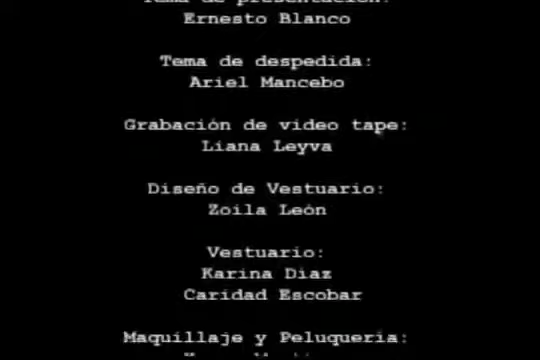 Tema de presentación:
Ernesto Blanco
Tema de despedida:
Ariel Mancebo
Grabación de video tape:
Liana Leyva
Diseño de Vestuario:
Zoila León
Vestuario:
Karina Diaz
Caridad Escobar
Maquillaje y Peluquería: